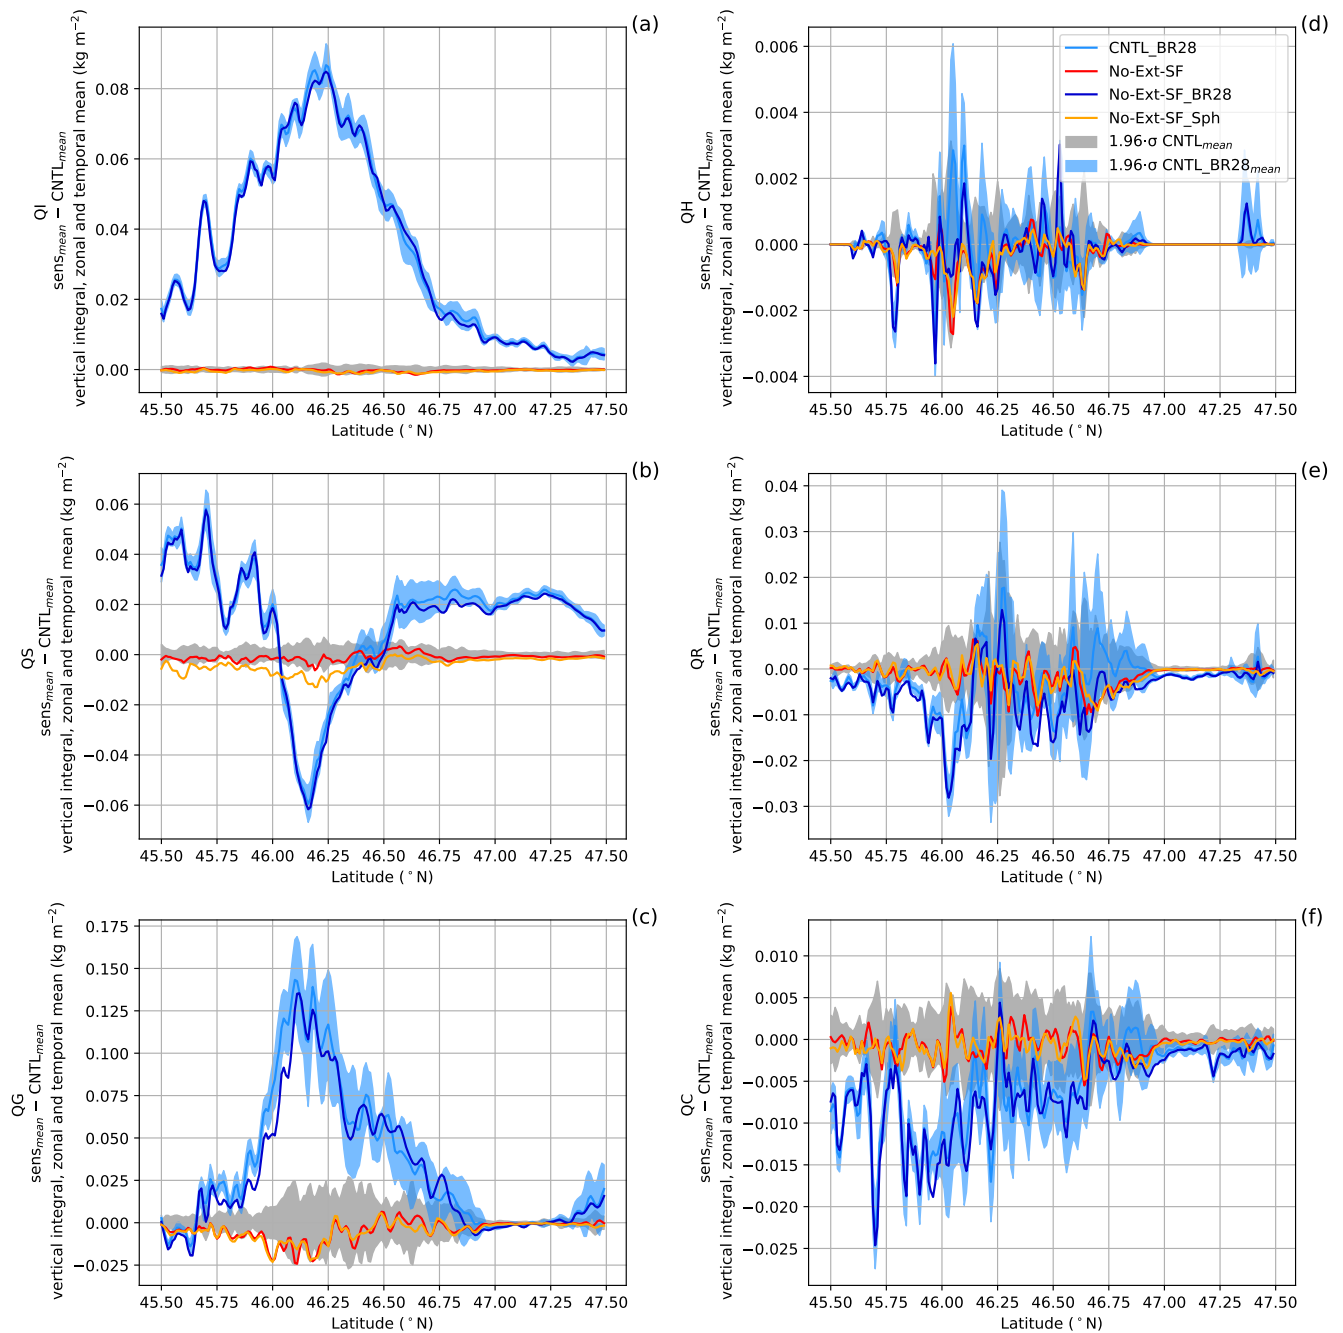 (a)
QI
sens_mean − CNTL_mean
vertical integral, zonal and temporal mean (kg m⁻²)
0.08
0.06
0.04
0.02
0.00
45.50 45.75 46.00 46.25 46.50 46.75 47.00 47.25 47.50
Latitude (°N)
(d)
QH
sens_mean − CNTL_mean
vertical integral, zonal and temporal mean (kg m⁻²)
0.006
0.004
0.002
0.000
−0.002
−0.004
CNTL_BR28
No-Ext-SF
No-Ext-SF_BR28
No-Ext-SF_Sph
1.96·σ CNTL_mean
1.96·σ CNTL_BR28_mean
45.50 45.75 46.00 46.25 46.50 46.75 47.00 47.25 47.50
Latitude (°N)
(b)
QS
sens_mean − CNTL_mean
vertical integral, zonal and temporal mean (kg m⁻²)
0.06
0.04
0.02
0.00
−0.02
−0.04
−0.06
45.50 45.75 46.00 46.25 46.50 46.75 47.00 47.25 47.50
Latitude (°N)
(e)
QR
sens_mean − CNTL_mean
vertical integral, zonal and temporal mean (kg m⁻²)
0.04
0.03
0.02
0.01
0.00
−0.01
−0.02
−0.03
45.50 45.75 46.00 46.25 46.50 46.75 47.00 47.25 47.50
Latitude (°N)
(c)
QG
sens_mean − CNTL_mean
vertical integral, zonal and temporal mean (kg m⁻²)
0.175
0.150
0.125
0.100
0.075
0.050
0.025
0.000
−0.025
45.50 45.75 46.00 46.25 46.50 46.75 47.00 47.25 47.50
Latitude (°N)
(f)
QC
sens_mean − CNTL_mean
vertical integral, zonal and temporal mean (kg m⁻²)
0.010
0.005
0.000
−0.005
−0.010
−0.015
−0.020
−0.025
45.50 45.75 46.00 46.25 46.50 46.75 47.00 47.25 47.50
Latitude (°N)